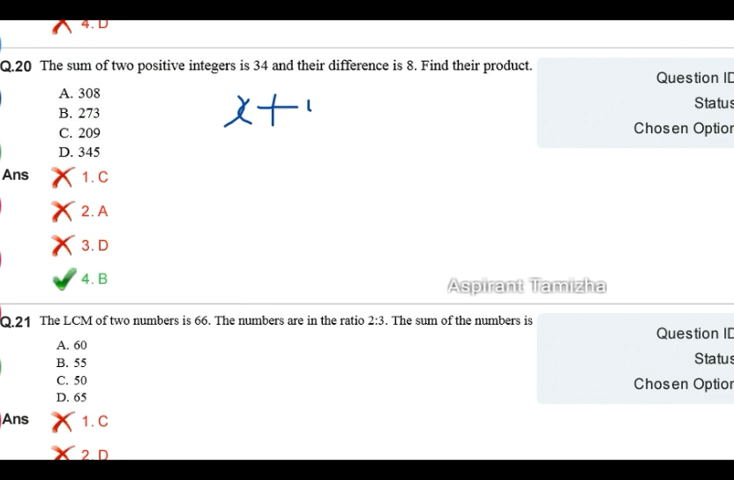 4. D
Q.20 The sum of two positive integers is 34 and their difference is 8. Find their product.
Question ID
Status
Chosen Option
A. 308
B. 273
C. 209
D. 345
x+
Ans 1. C
2. A
3. D
4. B
Aspirant Tamizha
Q.21 The LCM of two numbers is 66. The numbers are in the ratio 2:3. The sum of the numbers is
Question ID
Status
Chosen Option
A. 60
B. 55
C. 50
D. 65
Ans 1. C
2. D